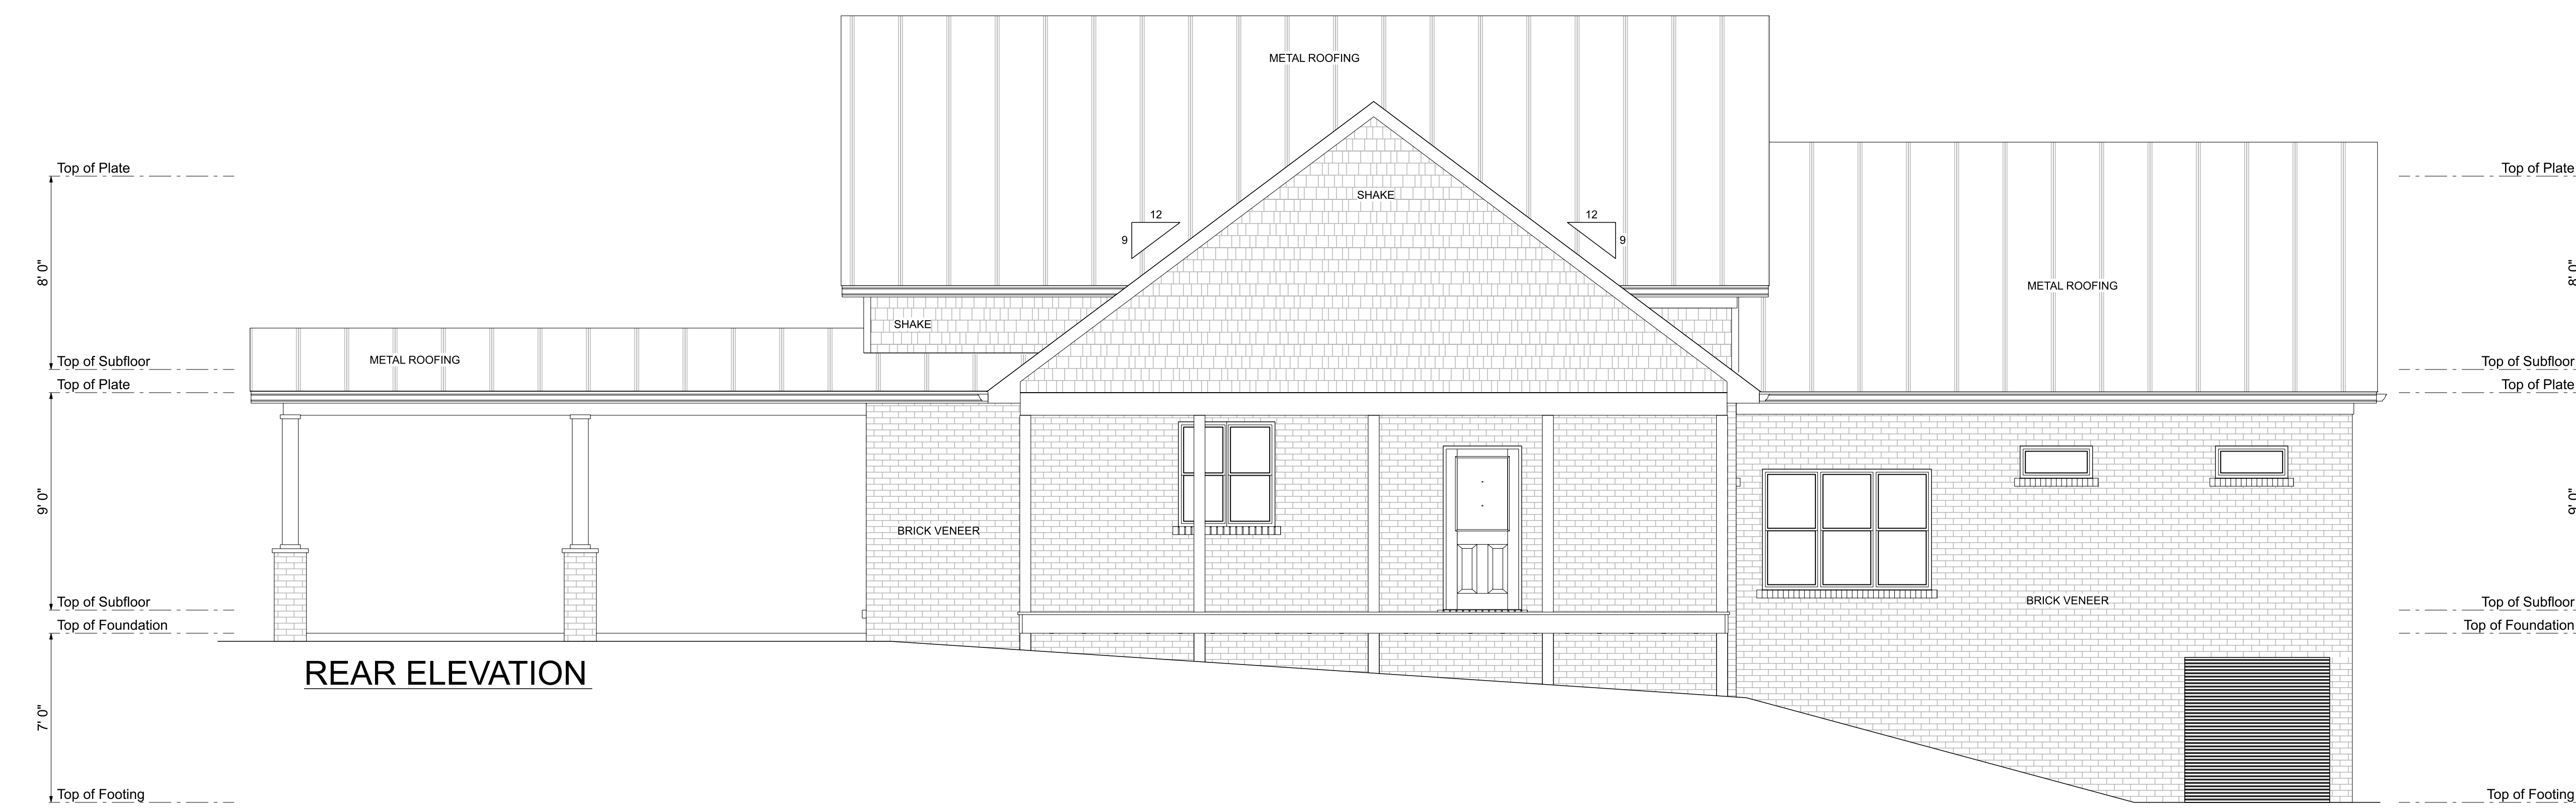 METAL ROOFING
Top of Plate
Top of Plate
SHAKE
12
12
9
9
8' 0"
8' 0"
METAL ROOFING
SHAKE
METAL ROOFING
Top of Subfloor
Top of Subfloor
Top of Plate
Top of Plate
9' 0"
9' 0"
BRICK VENEER
BRICK VENEER
Top of Subfloor
Top of Subfloor
Top of Foundation
Top of Foundation
REAR ELEVATION
7' 0"
Top of Footing
Top of Footing